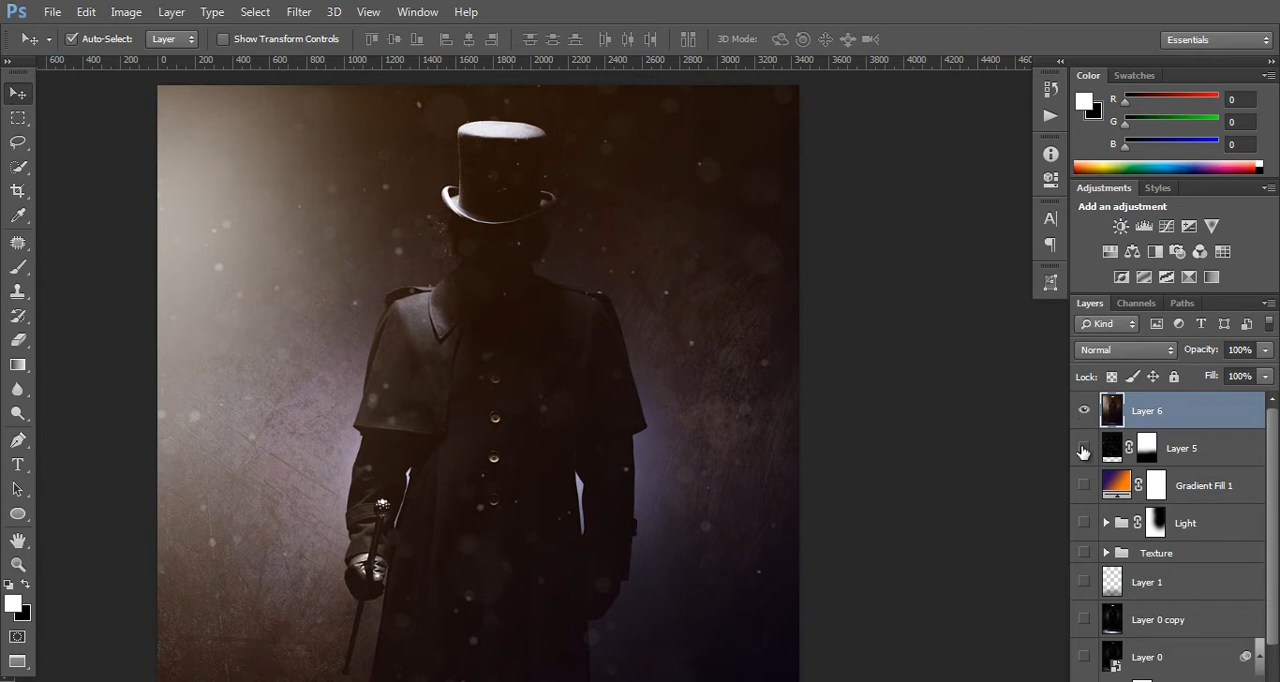 Ps File Edit Image Layer Type Select Filter 3D View Window Help
Auto-Select: Layer Show Transform Controls 3D Mode: Essentials
600 400 200 0 200 400 600 800 1000 1200 1400 1600 1800 2000 2200 2400 2600 2800 3000 3200 3400 3600 3800 4000 4200 4400
Color Swatches
R 0
G 0
B 0
Adjustments Styles
Add an adjustment
Layers Channels Paths
Kind T
Normal Opacity: 100%
Lock: Fill: 100%
Layer 6
Layer 5
Gradient Fill 1
Light
Texture
Layer 1
Layer 0 copy
Layer 0